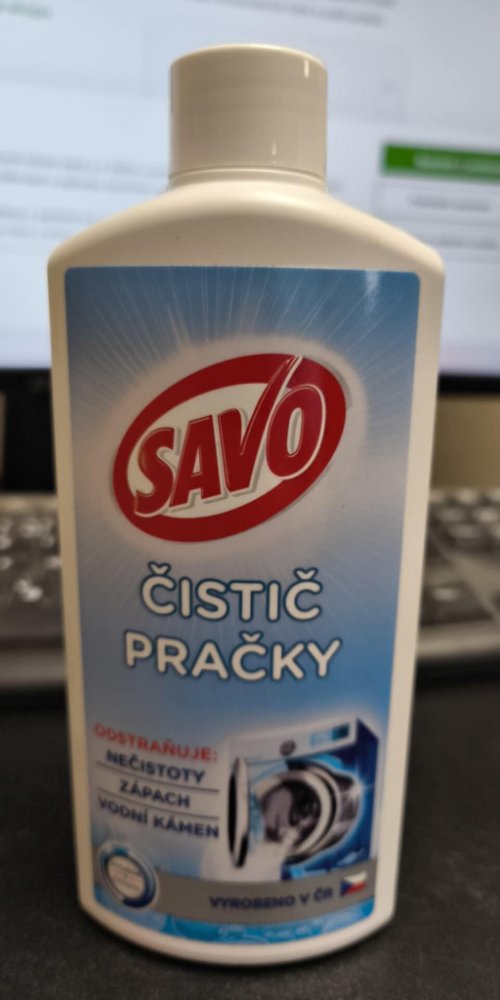 SAVO
ČISTIČ
PRAČKY
ODSTRAŇUJE:
NEČISTOTY
ZÁPACH
VODNÍ KÁMEN
VYROBENO V ČR